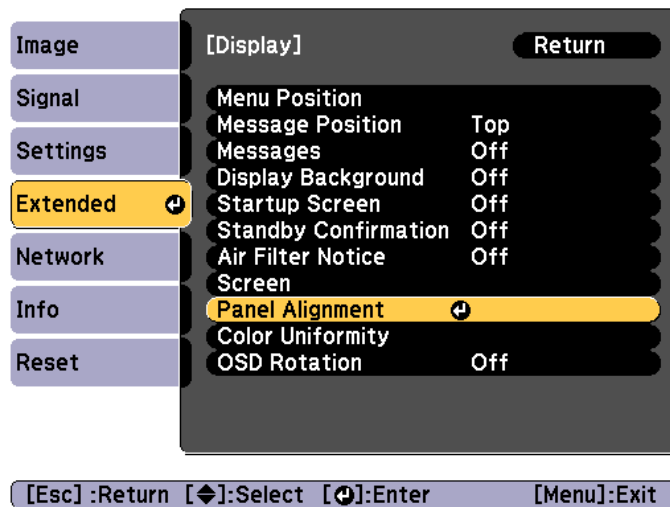 Image
Signal
Settings
Extended
Network
Info
Reset
[Display] Return
Menu Position
Message Position Top
Messages Off
Display Background Off
Startup Screen Off
Standby Confirmation Off
Air Filter Notice Off
Screen
Panel Alignment
Color Uniformity
OSD Rotation Off
[Esc] :Return [◆]:Select [↵]:Enter [Menu]:Exit